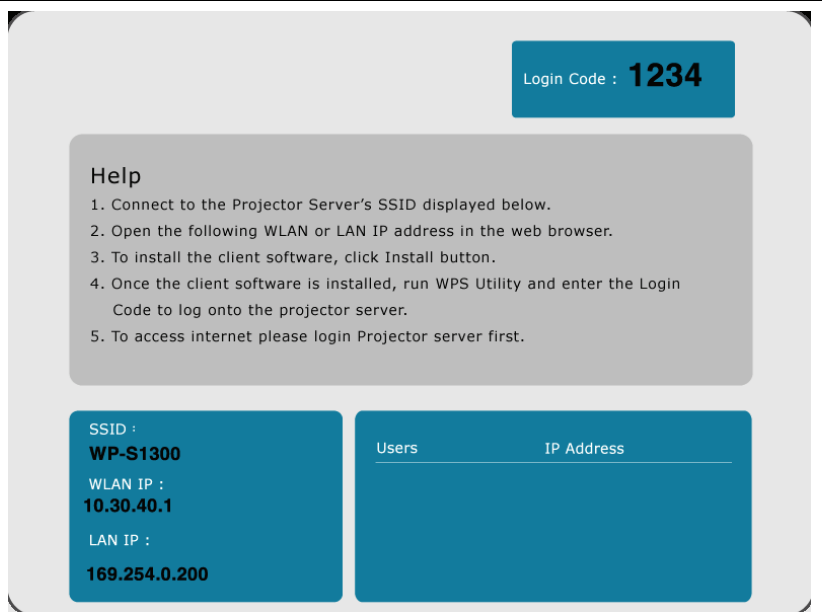 Login Code : 1234
Help
1. Connect to the Projector Server's SSID displayed below.
2. Open the following WLAN or LAN IP address in the web browser.
3. To install the client software, click Install button.
4. Once the client software is installed, run WPS Utility and enter the Login
Code to log onto the projector server.
5. To access internet please login Projector server first.
SSID :
WP-S1300
WLAN IP :
10.30.40.1
LAN IP :
169.254.0.200
Users IP Address